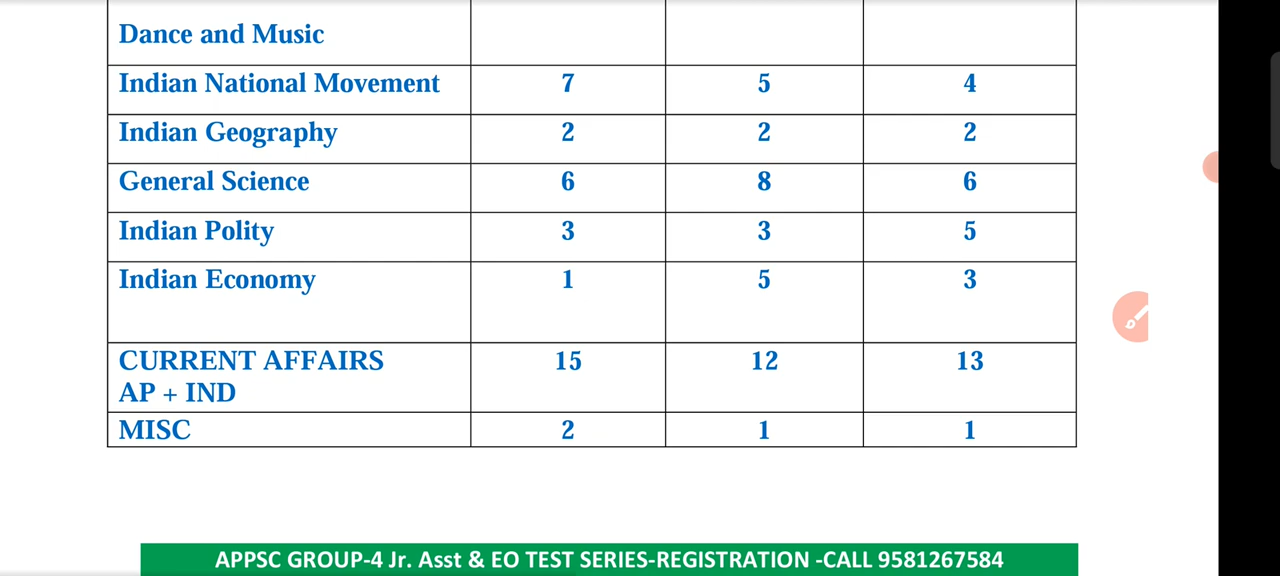 Dance and Music
Indian National Movement 7 5 4
Indian Geography 2 2 2
General Science 6 8 6
Indian Polity 3 3 5
Indian Economy 1 5 3
CURRENT AFFAIRS 15 12 13
AP + IND
MISC 2 1 1
APPSC GROUP-4 Jr. Asst & EO TEST SERIES-REGISTRATION -CALL 9581267584